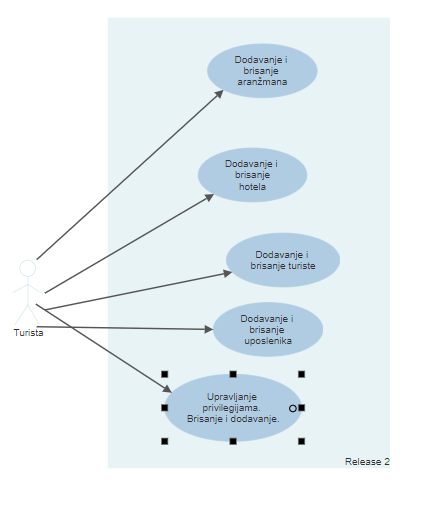 Dodavanje i
brisanje
aranžmana
Dodavanje i
brisanje
hotela
Dodavanje i
brisanje turiste
Dodavanje i
brisanje
uposlenika
Turista
Upravljanje
privilegijama.
Brisanje i dodavanje.
Release 2